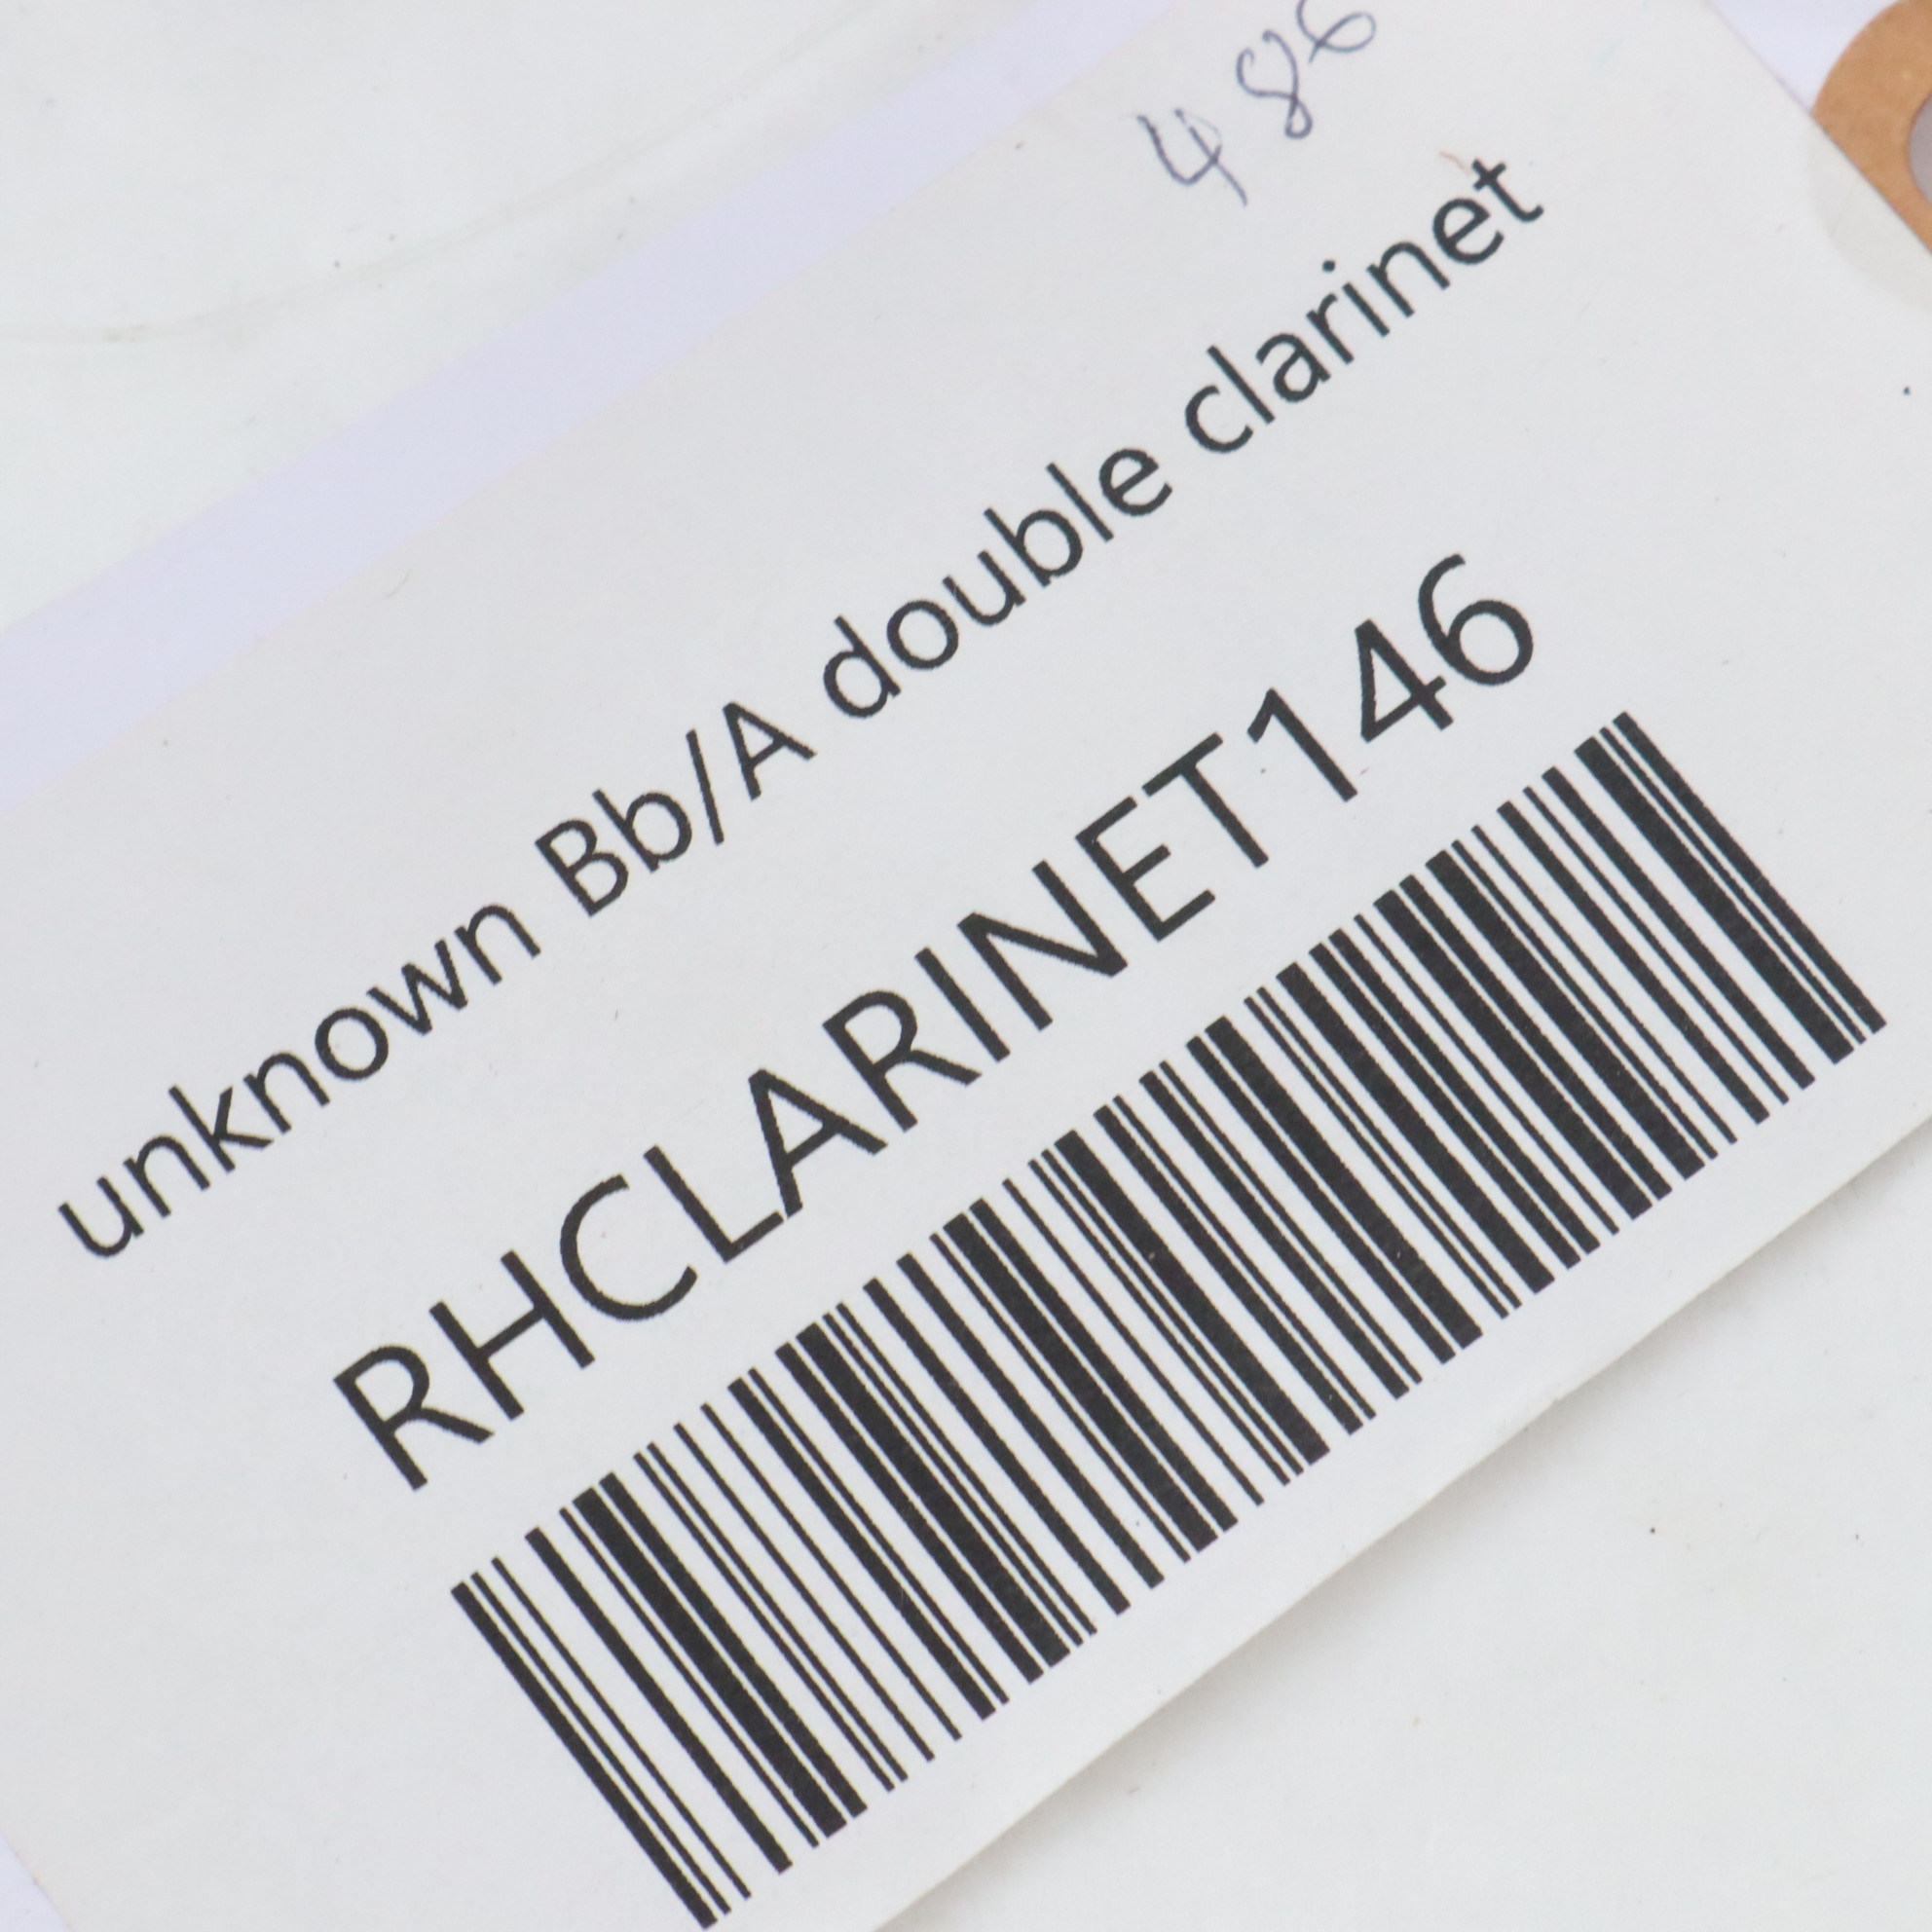 486
unknown Bb/A double clarinet
RHCLARINET146